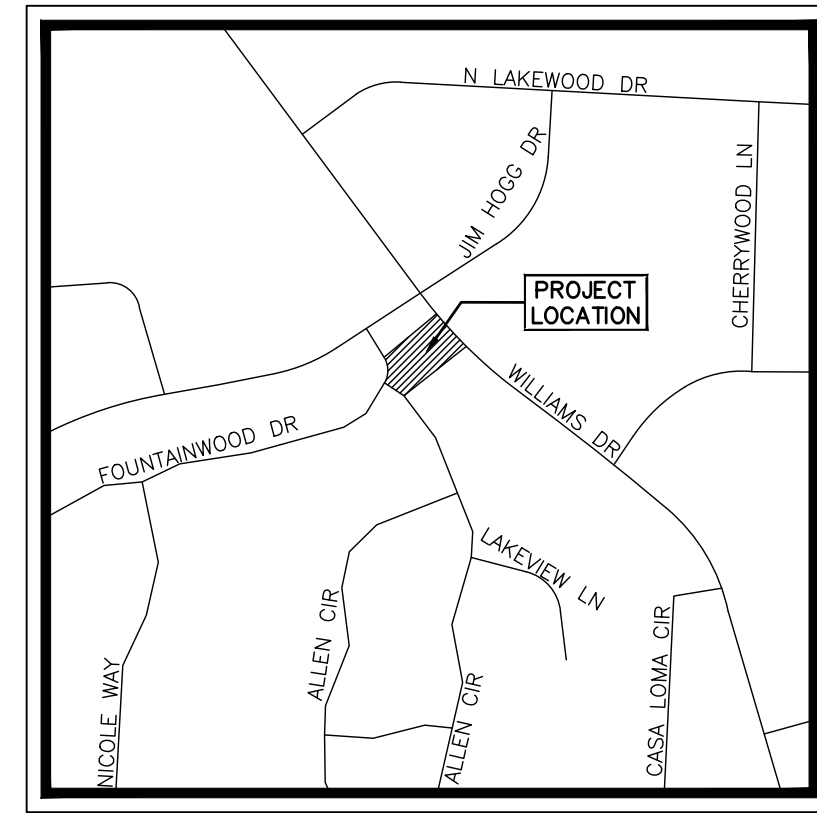 N LAKEWOOD DR
JIM HOGG DR
CHERRYWOOD LN
PROJECT
LOCATION
WILLIAMS DR
FOUNTAINWOOD DR
LAKEVIEW LN
ALLEN CIR
CASA LOMA CIR
NICOLE WAY
ALLEN CIR